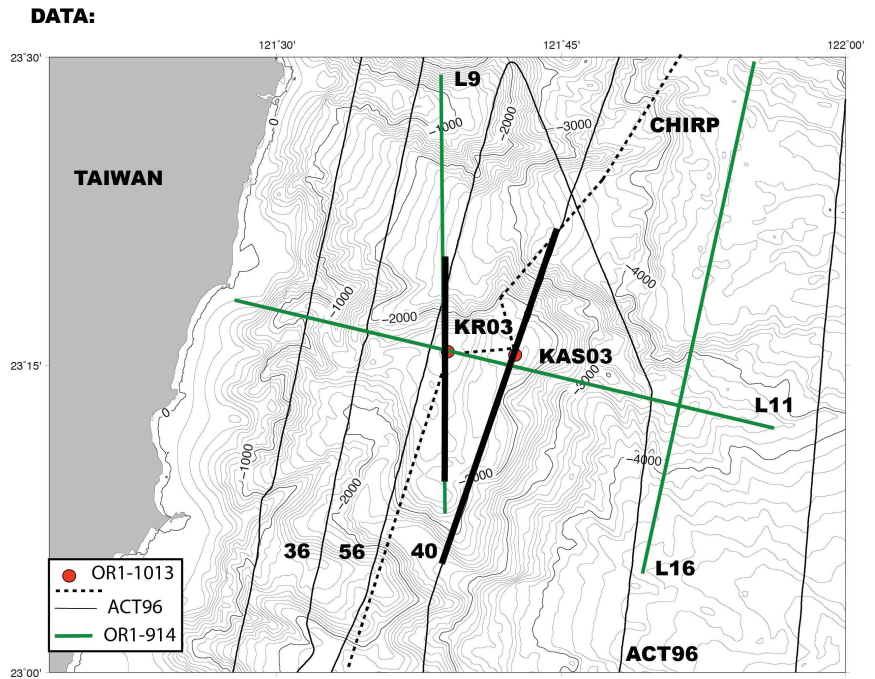 DATA:
121°30' 121°45' 122°00'
23°30'
L9
0
−1000
−2000
−3000
CHIRP
TAIWAN
−4000
−1000
−2000
KR03
KAS03
23°15'
−3000
L11
0
−1000
−4000
−2000
36 56 40
L16
OR1-1013
ACT96
OR1-914
ACT96
23°00'